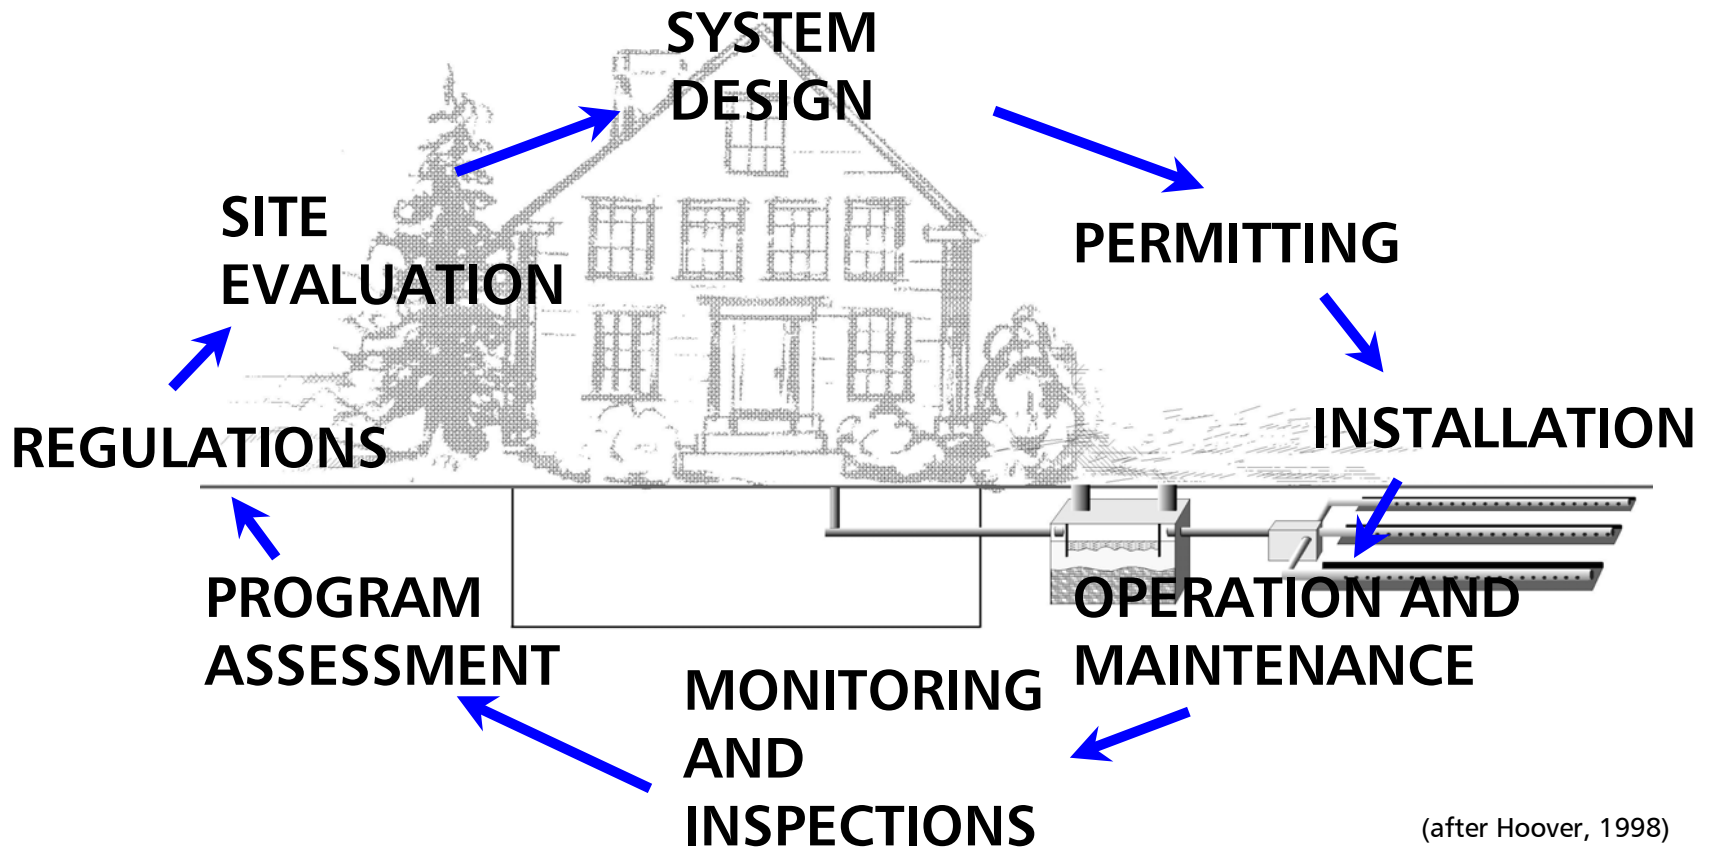 SYSTEM
DESIGN
PERMITTING
INSTALLATION
OPERATION AND
MAINTENANCE
MONITORING
AND
INSPECTIONS
PROGRAM
ASSESSMENT
REGULATIONS
SITE
EVALUATION
(after Hoover, 1998)